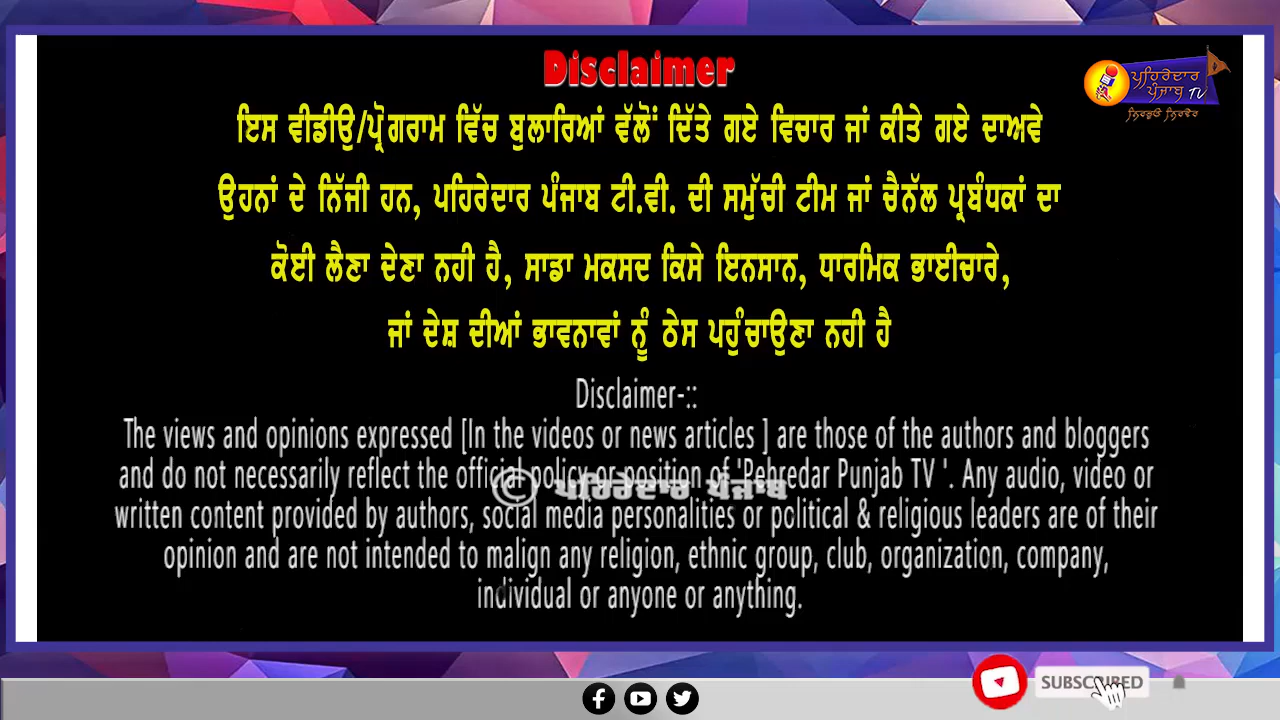 Disclaimer
ਪਹਿਰੇਦਾਰ
ਪੰਜਾਬ TV
ਨਿਰਭਉ ਨਿਰਵੈਰ
ਇਸ ਵੀਡੀਉ/ਪ੍ਰੋਗਰਾਮ ਵਿੱਚ ਬੁਲਾਰਿਆਂ ਵੱਲੋਂ ਦਿੱਤੇ ਗਏ ਵਿਚਾਰ ਜਾਂ ਕੀਤੇ ਗਏ ਦਾਅਵੇ
ਉਹਨਾਂ ਦੇ ਨਿੱਜੀ ਹਨ, ਪਹਿਰੇਦਾਰ ਪੰਜਾਬ ਟੀ.ਵੀ. ਦੀ ਸਮੁੱਚੀ ਟੀਮ ਜਾਂ ਚੈਨੱਲ ਪ੍ਰਬੰਧਕਾਂ ਦਾ
ਕੋਈ ਲੈਣਾ ਦੇਣਾ ਨਹੀ ਹੈ, ਸਾਡਾ ਮਕਸਦ ਕਿਸੇ ਇਨਸਾਨ, ਧਾਰਮਿਕ ਭਾਈਚਾਰੇ,
ਜਾਂ ਦੇਸ਼ ਦੀਆਂ ਭਾਵਨਾਵਾਂ ਨੂੰ ਠੇਸ ਪਹੁੰਚਾਉਣਾ ਨਹੀ ਹੈ
Disclaimer-::
The views and opinions expressed [In the videos or news articles ] are those of the authors and bloggers
and do not necessarily reflect the official policy or position of 'Pehredar Punjab TV '. Any audio, video or
© ਪਹਿਰੇਦਾਰ ਪੰਜਾਬ
written content provided by authors, social media personalities or political & religious leaders are of their
opinion and are not intended to malign any religion, ethnic group, club, organization, company,
individual or anyone or anything.
SUBSCRIBED